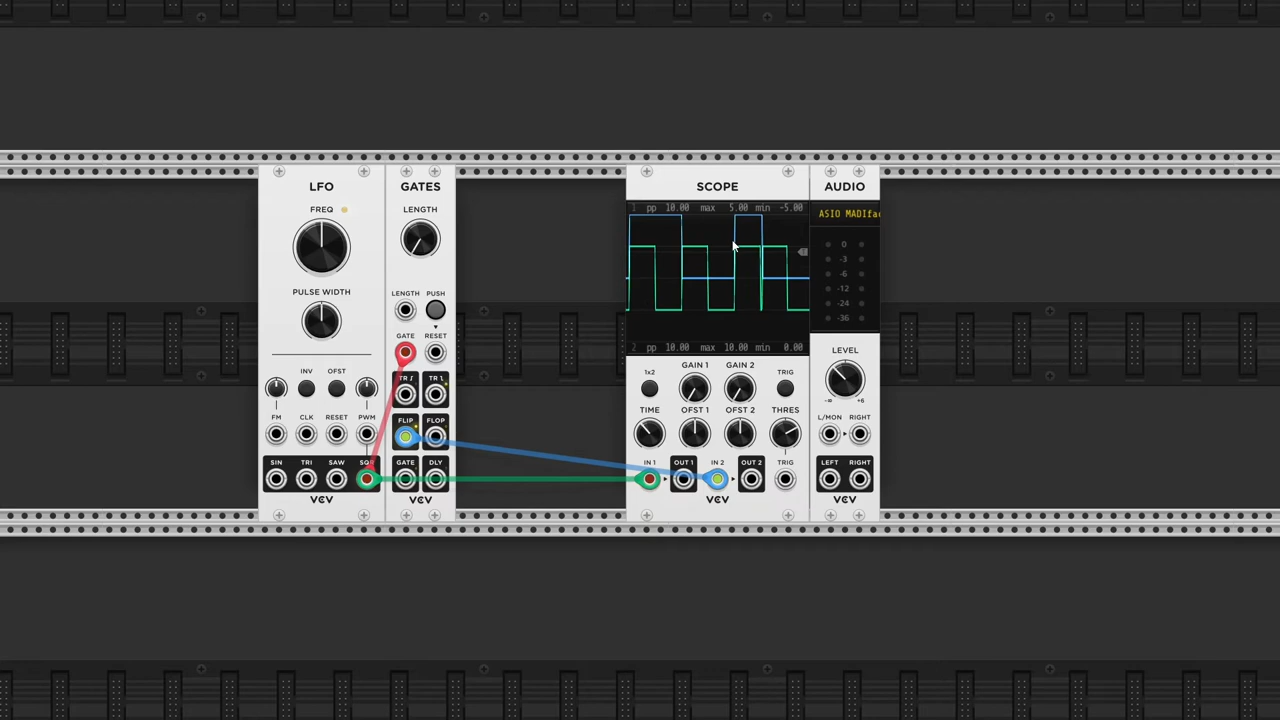 LFO
FREQ
PULSE WIDTH
INV OFST
FM CLK RESET PWM
SIN TRI SAW SQR
VCV
GATES
LENGTH
LENGTH PUSH
GATE RESET
TR TR
FLIP FLOP
GATE DLY
VCV
SCOPE
1 pp 10.00 max 5.00 min -5.00
2 pp 10.00 max 10.00 min 0.00
1x2 GAIN 1 GAIN 2 TRIG
TIME OFST 1 OFST 2 THRES
IN 1 OUT 1 IN 2 OUT 2 TRIG
VCV
AUDIO
ASIO MADIfac
0
-3
-6
-12
-24
-36
LEVEL
-∞ +6
L/MON RIGHT
LEFT RIGHT
VCV